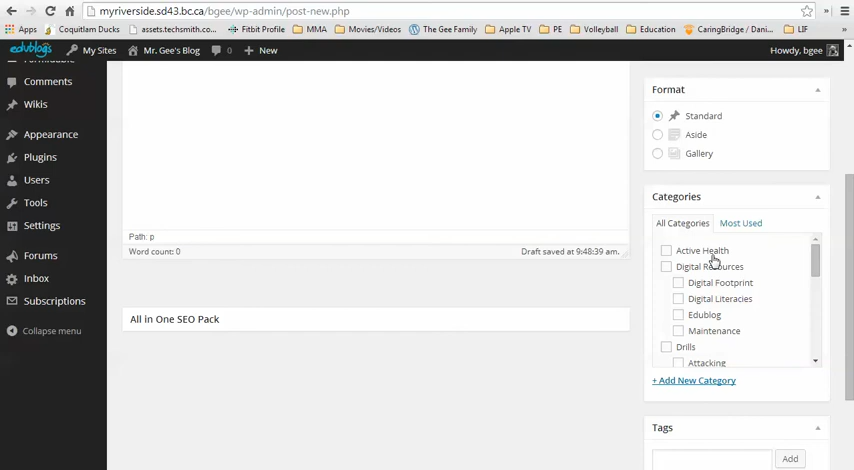 myriverside.sd43.bc.ca/bgee/wp-admin/post-new.php
Apps Coquitlam Ducks assets.techsmith.co... Fitbit Profile MMA Movies/Videos The Gee Family Apple TV PE Volleyball Education CaringBridge / Dani... LIF »
edublogs My Sites Mr. Gee's Blog 0 + New Howdy, bgee
Comments
Wikis
Appearance
Plugins
Users
Tools
Settings
Forums
Inbox
Subscriptions
Collapse menu
Path: p
Word count: 0 Draft saved at 9:48:39 am.
All in One SEO Pack
Format
Standard
Aside
Gallery
Categories
All Categories Most Used
Active Health
Digital Resources
Digital Footprint
Digital Literacies
Edublog
Maintenance
Drills
Attacking
+ Add New Category
Tags
Add